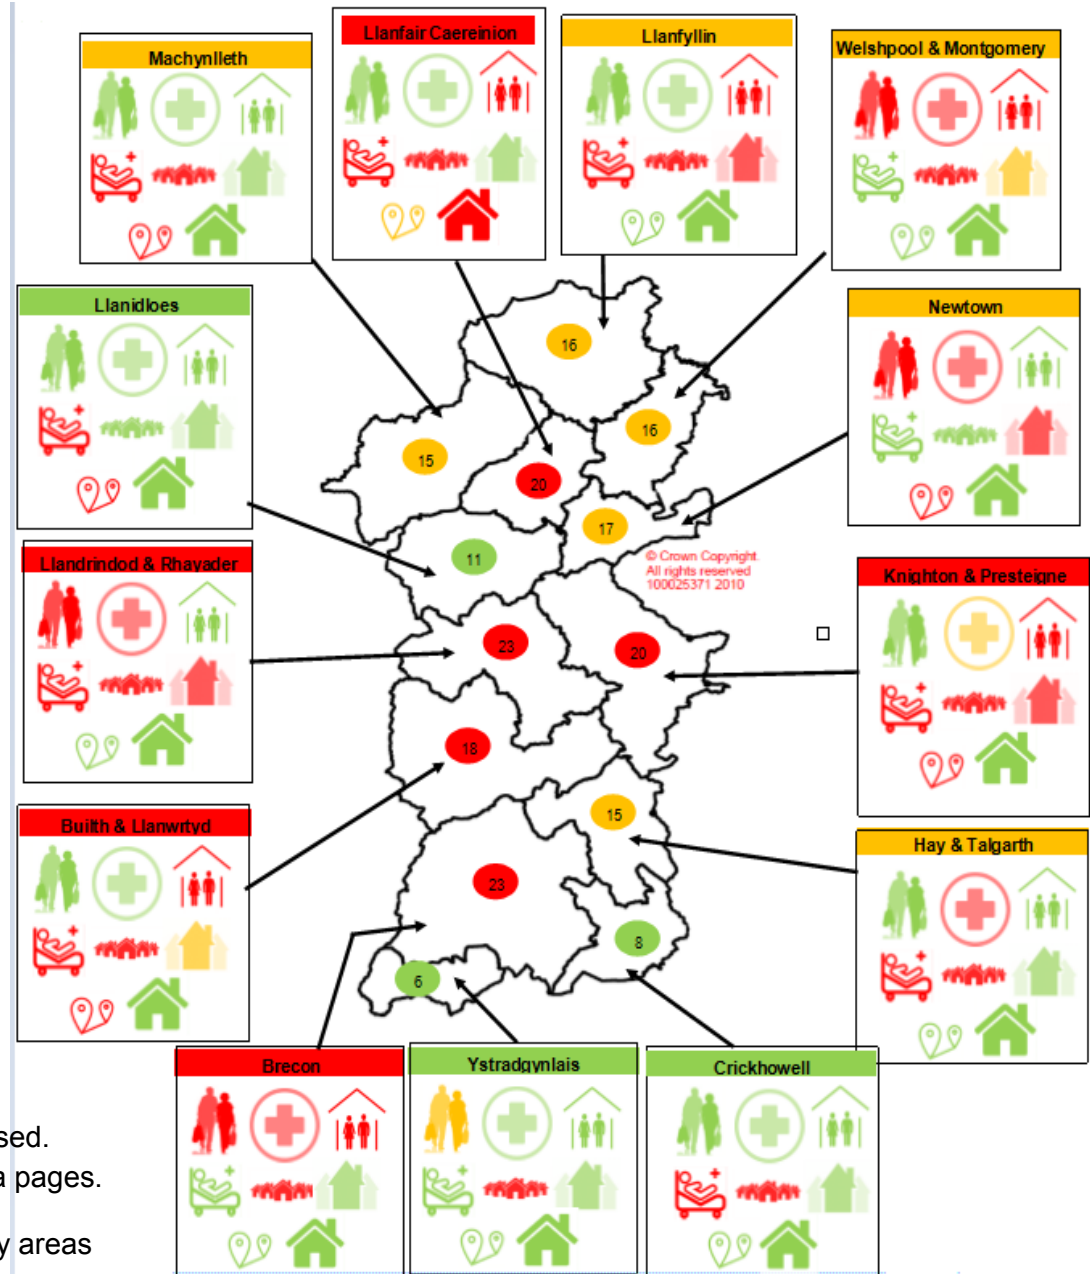 Llanfair Caereinion
Llanfyllin
Welshpool & Montgomery
Machynlleth
Llanidloes
Newtown
16
16
15
20
17
11
© Crown Copyright.
All rights reserved
100025371 2010
Llandrindod & Rhayader
Knighton & Presteigne
23
20
18
Builth & Llanwrtyd
15
Hay & Talgarth
23
8
6
Brecon
Ystradgynlais
Crickhowell
sed.
a pages.
y areas